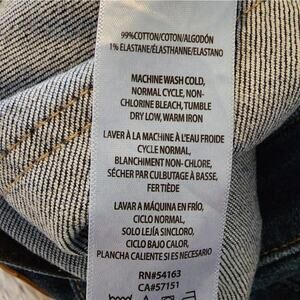 99%COTTON/COTON/ALGODÓN
1% ELASTANE/ÉLASTHANNE/ELASTANO
MACHINE WASH COLD,
NORMAL CYCLE, NON-
CHLORINE BLEACH, TUMBLE
DRY LOW, WARM IRON
LAVER À LA MACHINE À L'EAU FROIDE
CYCLE NORMAL,
BLANCHIMENT NON- CHLORE,
SÉCHER PAR CULBUTAGE À BASSE,
FER TIÈDE
LAVAR A MÁQUINA EN FRÍO,
CICLO NORMAL,
SOLO LEJÍA SINCLORO,
CICLO BAJO CALOR,
PLANCHA CALIENTE SI ES NECESARIO
RN#54163
CA#57151